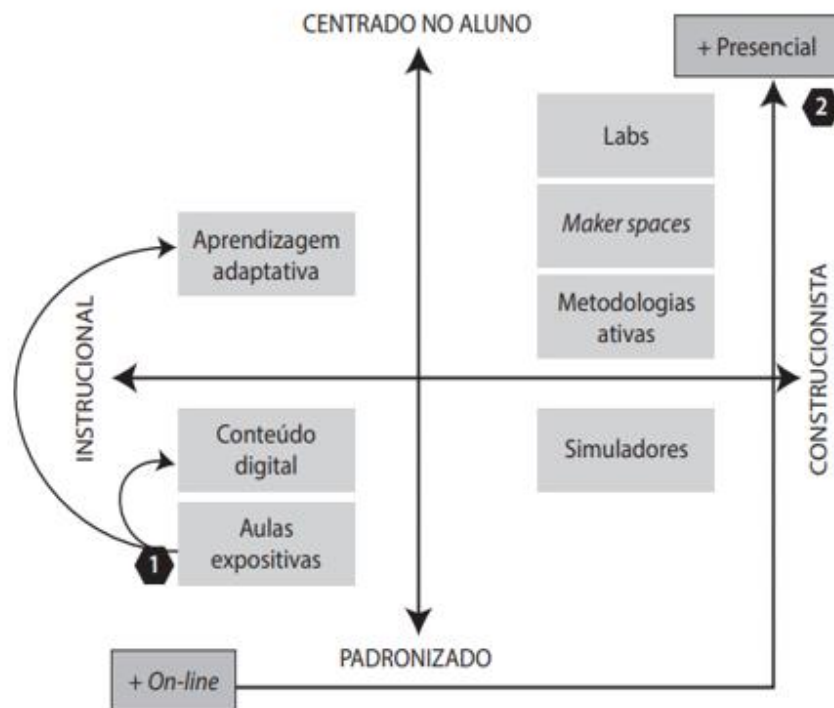 CENTRADO NO ALUNO
+ Presencial
2
Labs
Maker spaces
Aprendizagem
adaptativa
Metodologias
ativas
INSTRUCIONAL
CONSTRUCIONISTA
Conteúdo
digital
Simuladores
Aulas
expositivas
1
PADRONIZADO
+ On-line